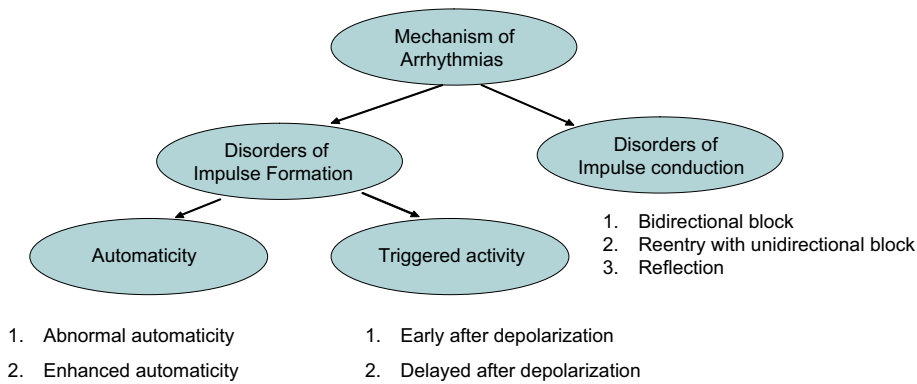 Mechanism of
Arrhythmias
Disorders of
Impulse Formation
Disorders of
Impulse conduction
1. Bidirectional block
2. Reentry with unidirectional block
3. Reflection
Automaticity
Triggered activity
1. Abnormal automaticity
2. Enhanced automaticity
1. Early after depolarization
2. Delayed after depolarization